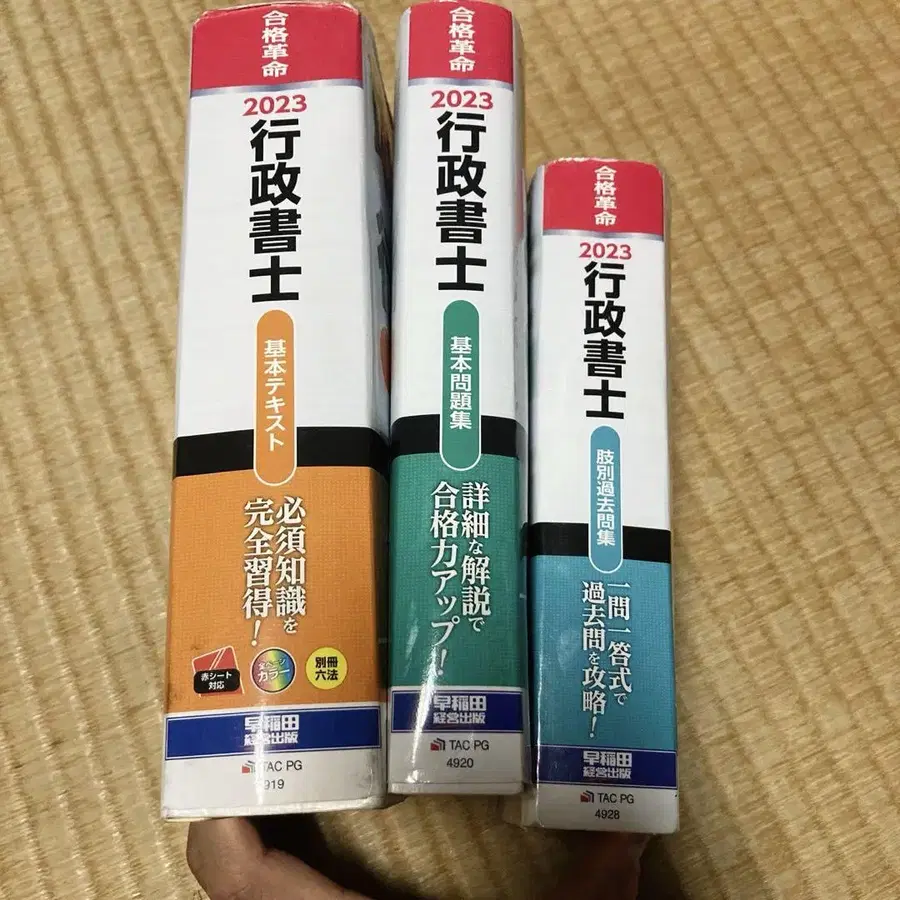 合格革命
2023
行政書士
基本テキスト
必須知識を
完全習得!
赤シート
対応
カラー
別冊
六法
早稲田
経営出版
TAC PG
919
合格革命
2023
行政書士
基本問題集
詳細な解説で
合格力アップ!
早稲田
経営出版
TAC PG
4920
合格革命
2023
行政書士
肢別過去問集
一問一答式で
過去問を攻略!
早稲田
経営出版
TAC PG
4928